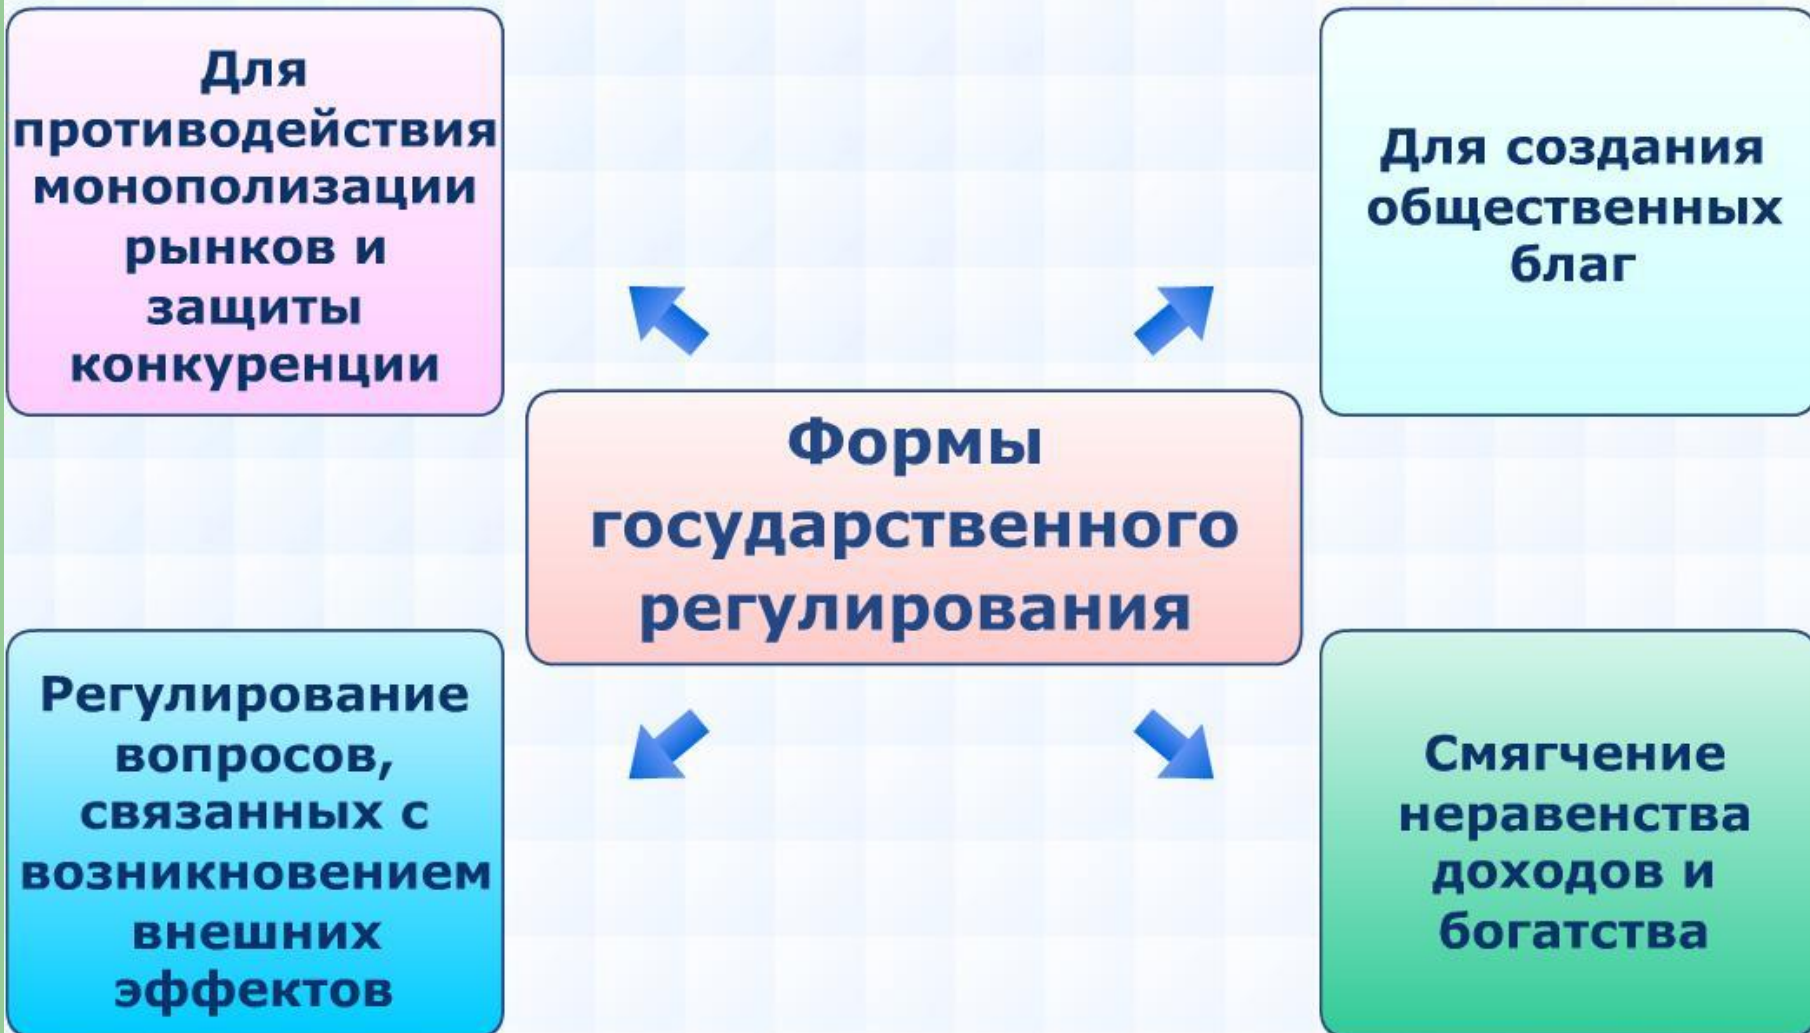 Для
противодействия
монополизации
рынков и
защиты
конкуренции
Для создания
общественных
благ
Формы
государственного
регулирования
Регулирование
вопросов,
связанных с
возникновением
внешних
эффектов
Смягчение
неравенства
доходов и
богатства